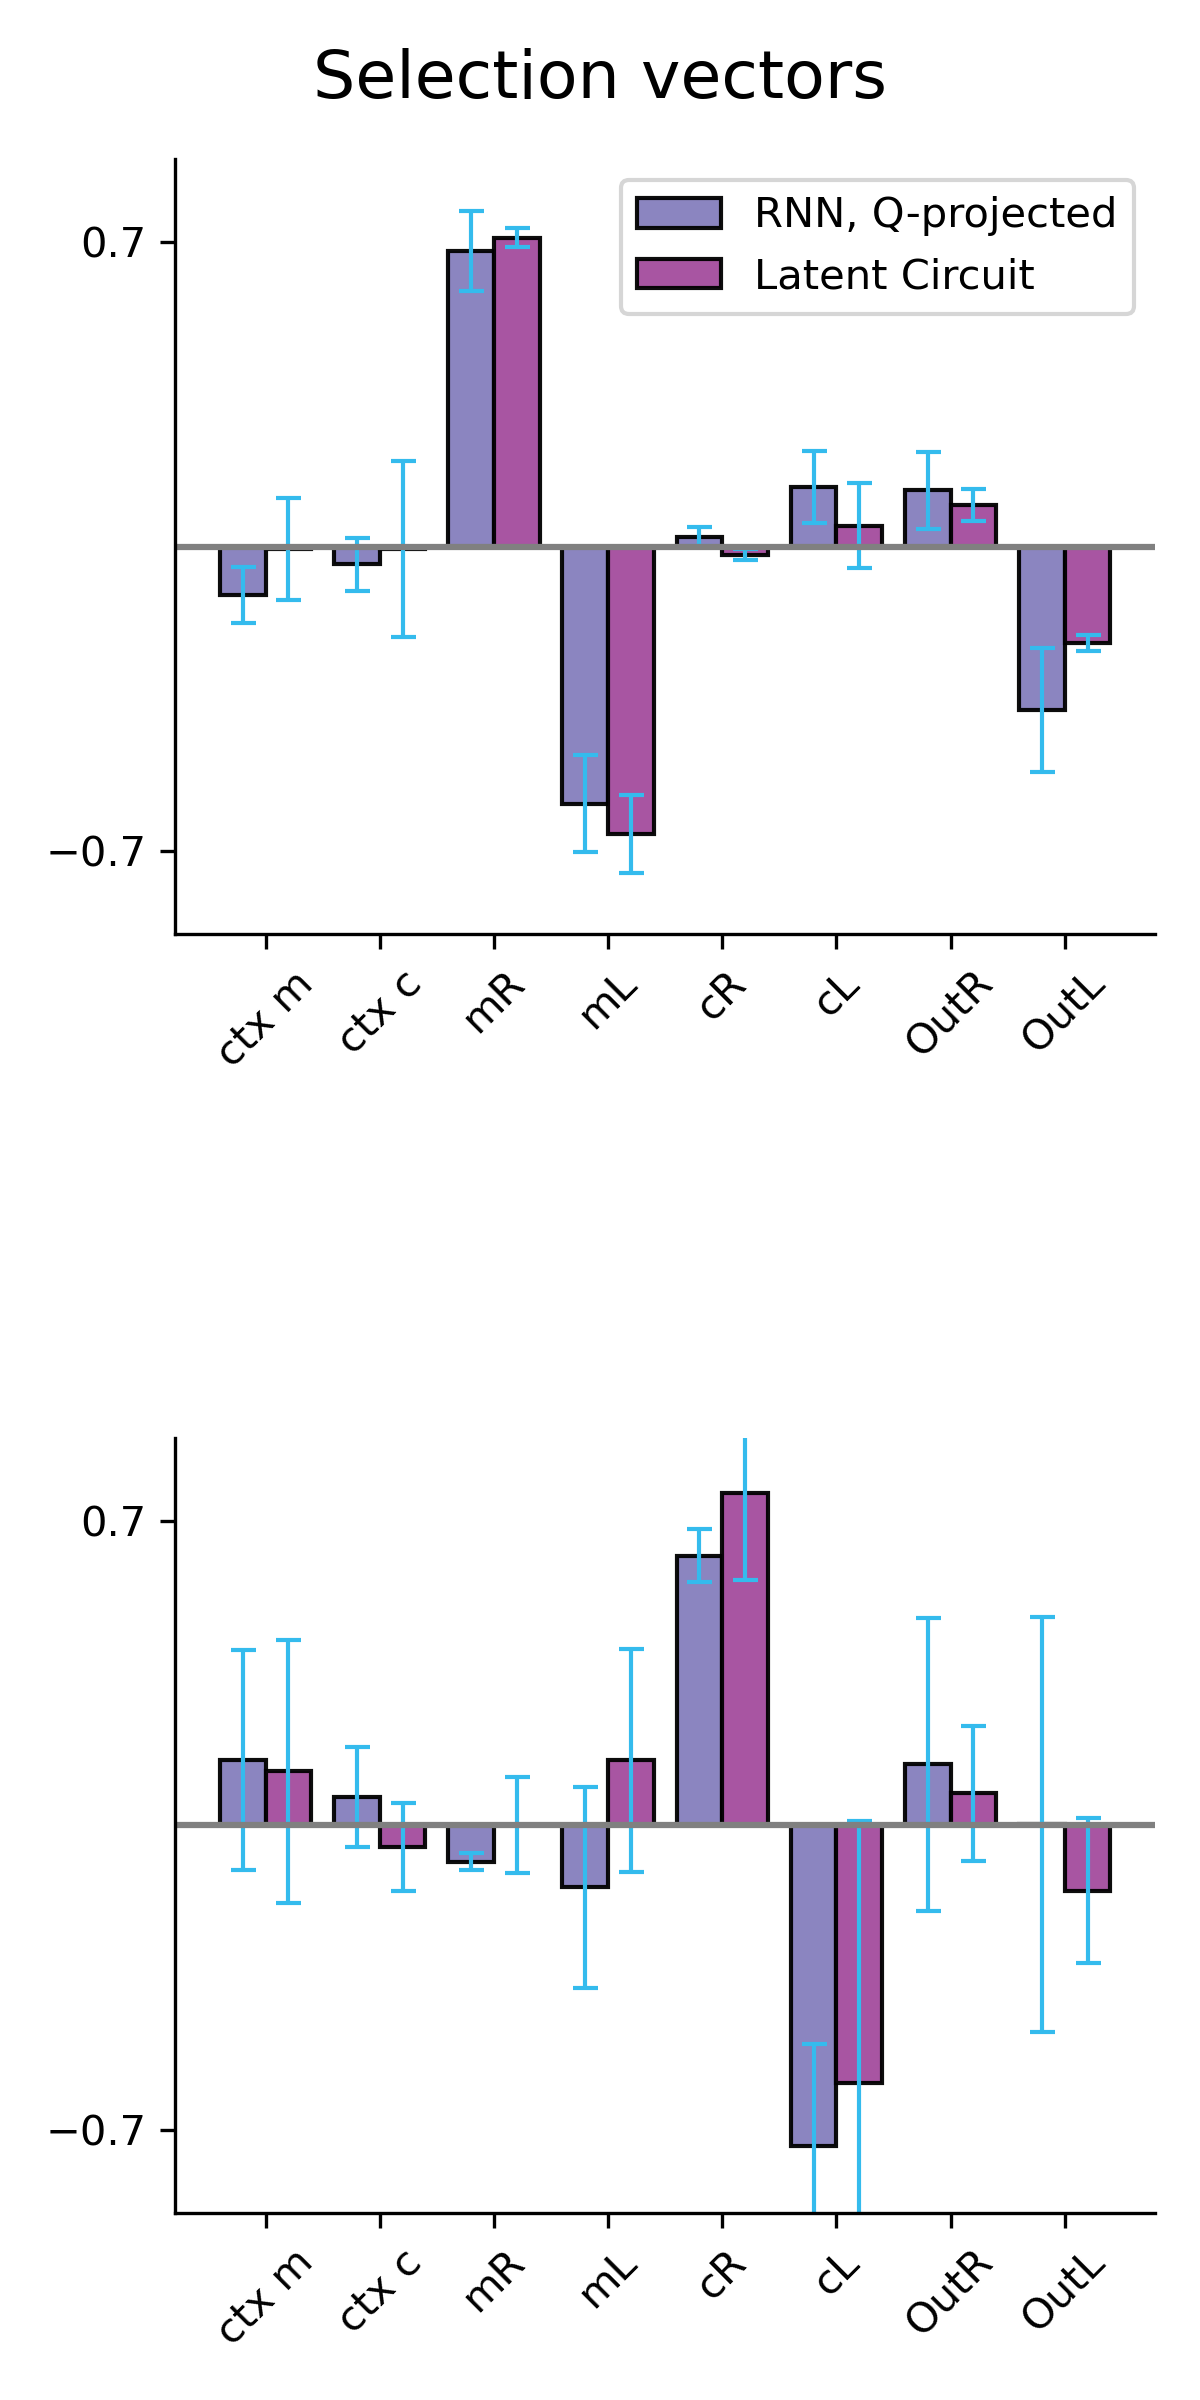 Selection vectors
RNN, Q-projected
Latent Circuit
0.7
−0.7
ctx m
ctx c
mR
mL
cR
cL
OutR
OutL
0.7
−0.7
ctx m
ctx c
mR
mL
cR
cL
OutR
OutL